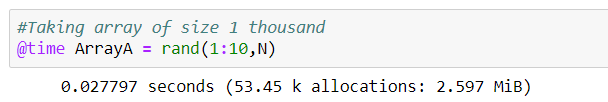 #Taking array of size 1 thousand
@time ArrayA = rand(1:10,N)
0.027797 seconds (53.45 k allocations: 2.597 MiB)